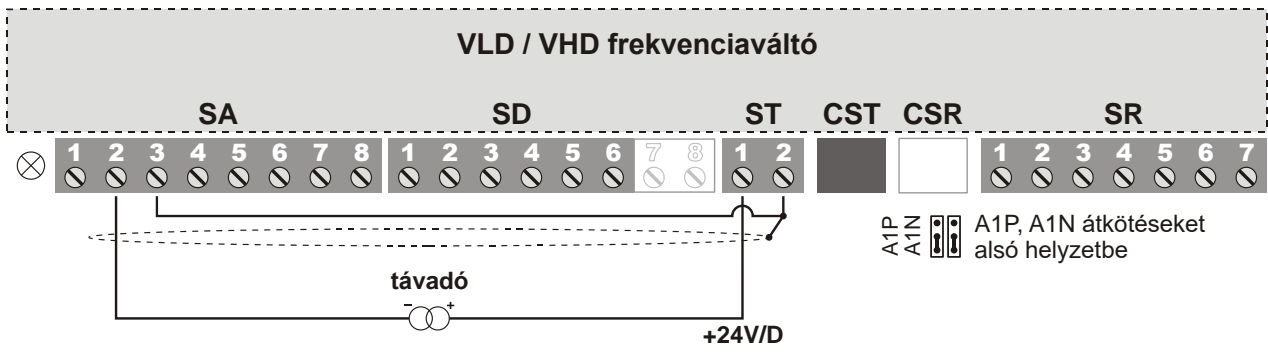 VLD / VHD frekvenciaváltó
SA SD ST CST CSR SR
1 2 3 4 5 6 7 8 1 2 3 4 5 6 7 8 1 2 1 2 3 4 5 6 7
A1P
A1N
A1P, A1N átkötéseket
alsó helyzetbe
távadó
- +
+24V/D